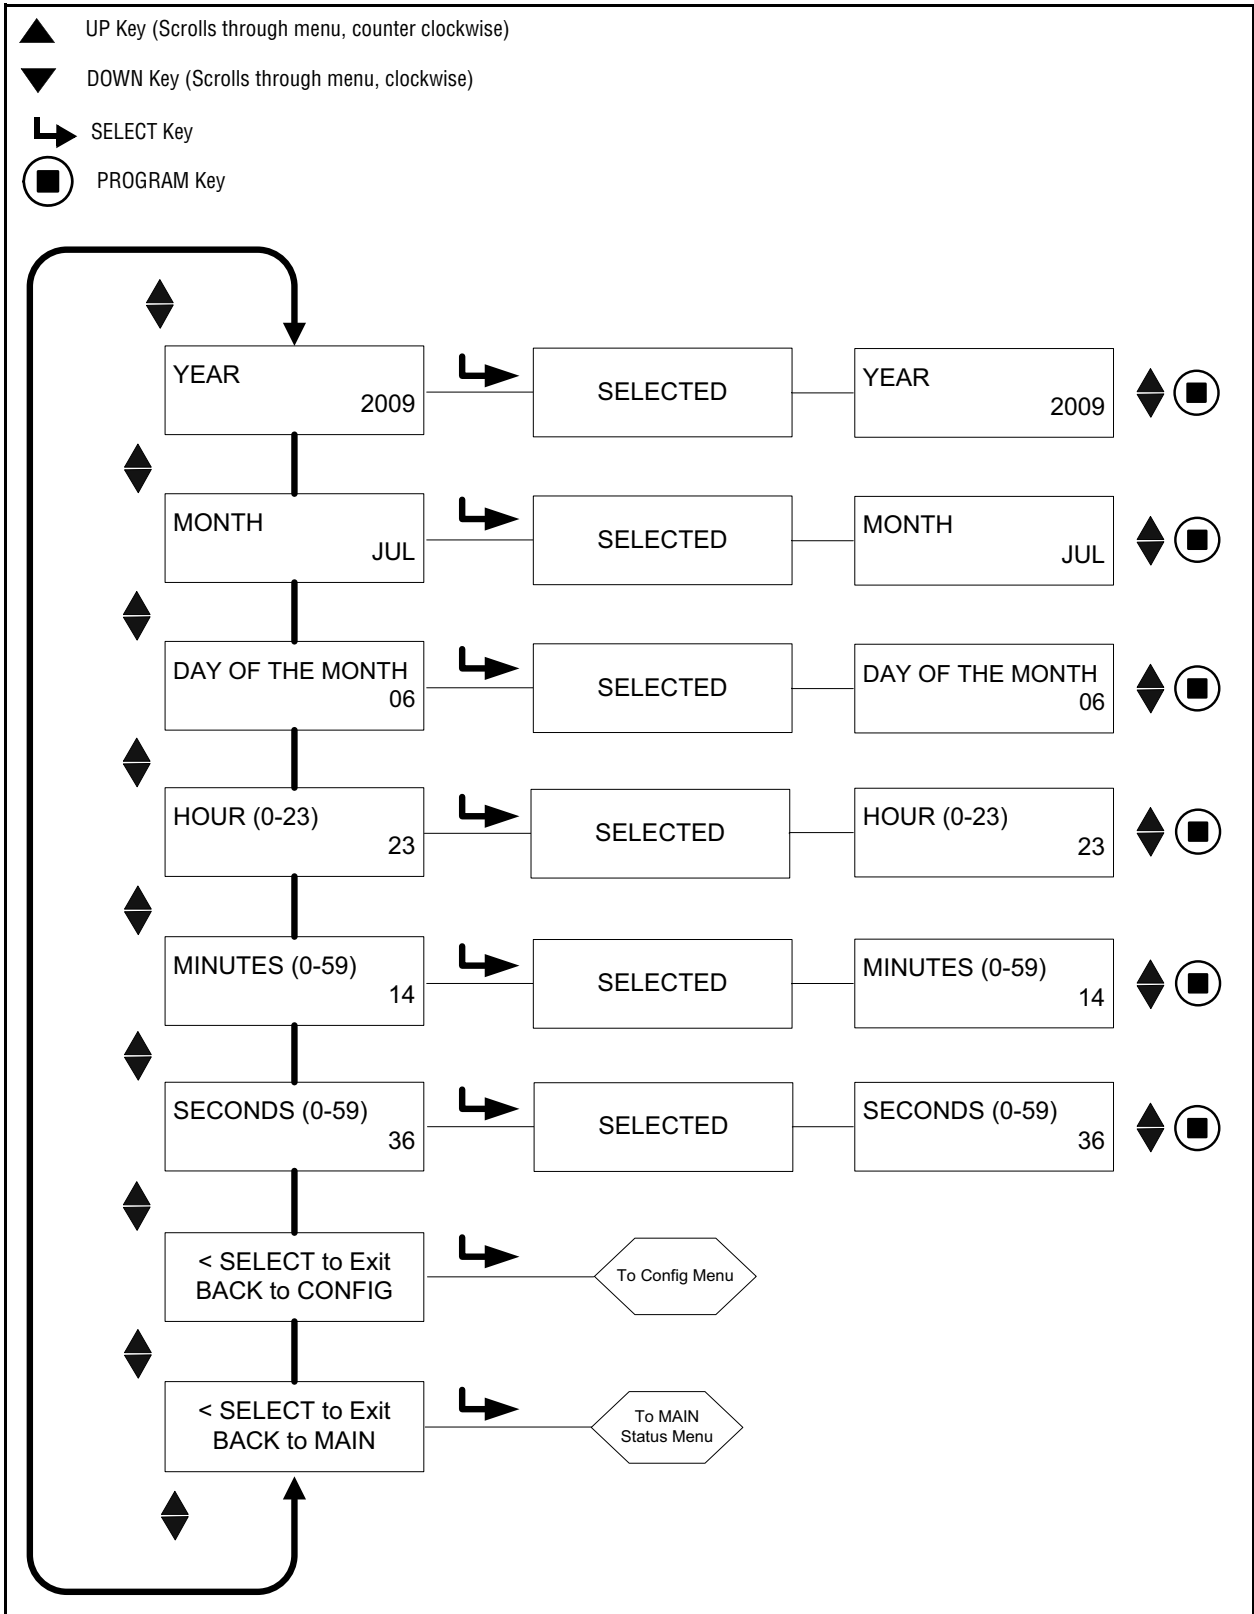 UP Key (Scrolls through menu, counter clockwise)
DOWN Key (Scrolls through menu, clockwise)
SELECT Key
PROGRAM Key
YEAR
2009
SELECTED
YEAR
2009
MONTH
JUL
SELECTED
MONTH
JUL
DAY OF THE MONTH
06
SELECTED
DAY OF THE MONTH
06
HOUR (0-23)
23
SELECTED
HOUR (0-23)
23
MINUTES (0-59)
14
SELECTED
MINUTES (0-59)
14
SECONDS (0-59)
36
SELECTED
SECONDS (0-59)
36
< SELECT to Exit
BACK to CONFIG
To Config Menu
< SELECT to Exit
BACK to MAIN
To MAIN
Status Menu